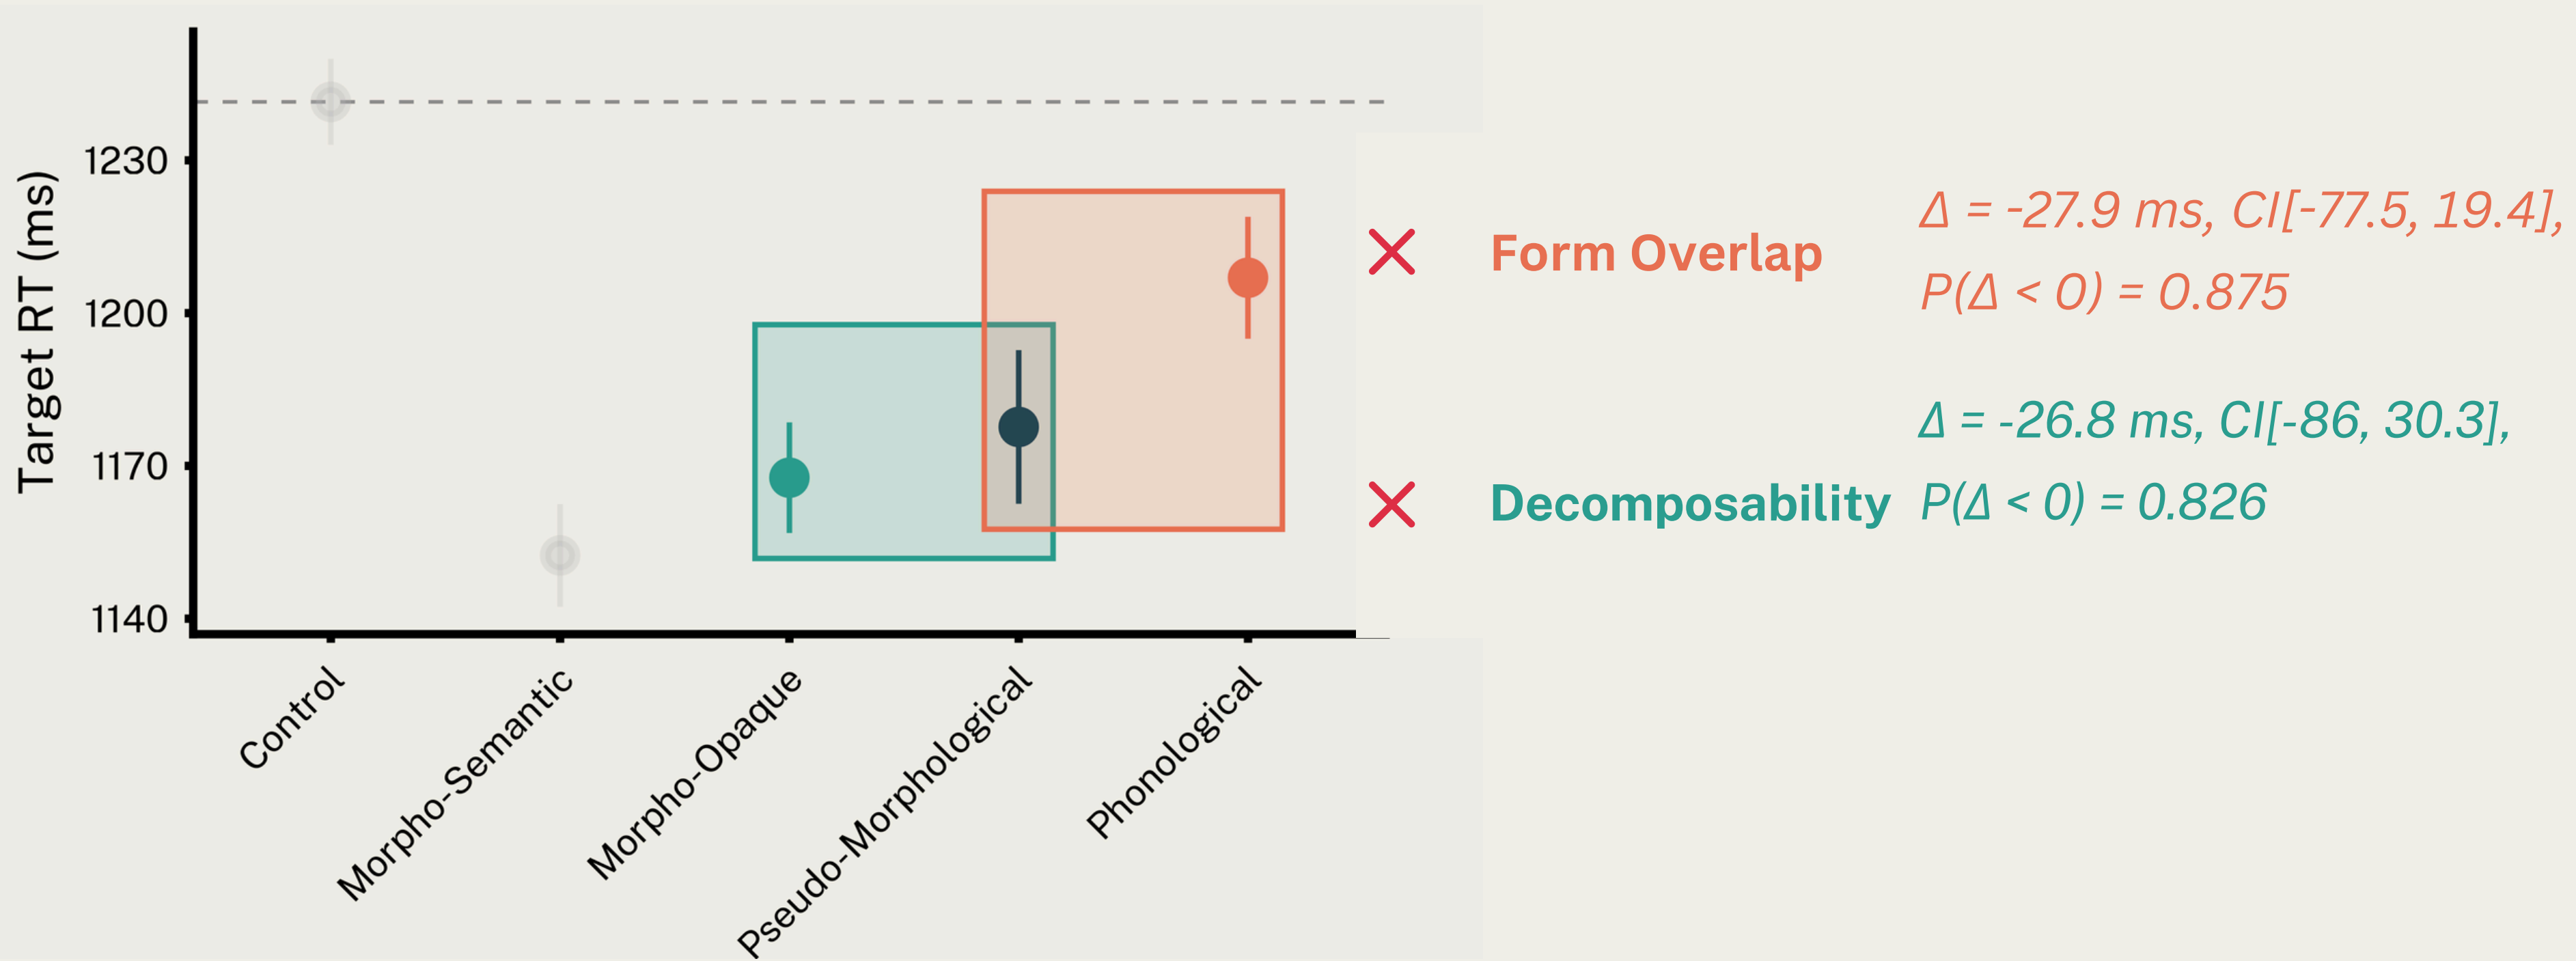 Target RT (ms)
1230
1200
1170
1140
Control
Morpho-Semantic
Morpho-Opaque
Pseudo-Morphological
Phonological
Form Overlap
Δ = -27.9 ms, CI[-77.5, 19.4],
P(Δ < 0) = 0.875
Decomposability
Δ = -26.8 ms, CI[-86, 30.3],
P(Δ < 0) = 0.826